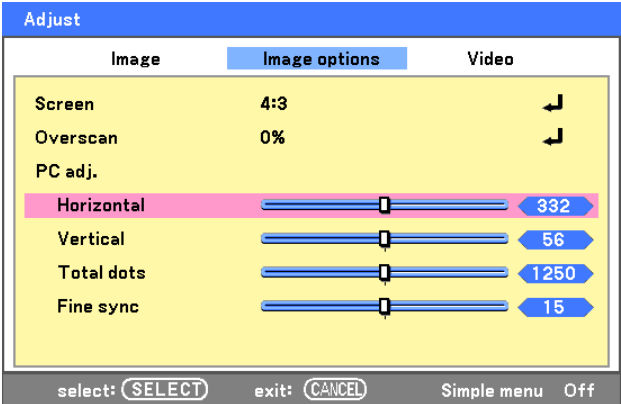 Adjust
Image Image options Video
Screen 4:3
Overscan 0%
PC adj.
Horizontal 332
Vertical 56
Total dots 1250
Fine sync 15
select: SELECT exit: CANCEL Simple menu Off